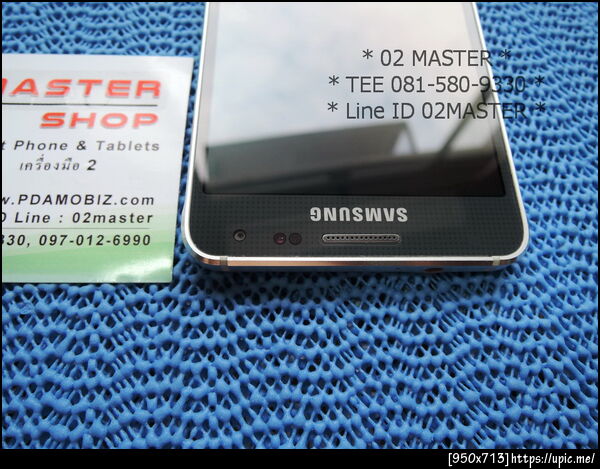 * 02 MASTER *
* TEE 081-580-9330 *
* Line ID 02MASTER *
MASTER
SHOP
t Phone & Tablets
เครื่องมือ 2
w.PDAMOBIZ.com
D Line : 02master
330, 097-012-6990
SAMSUNG
[950x713]https://upic.me/